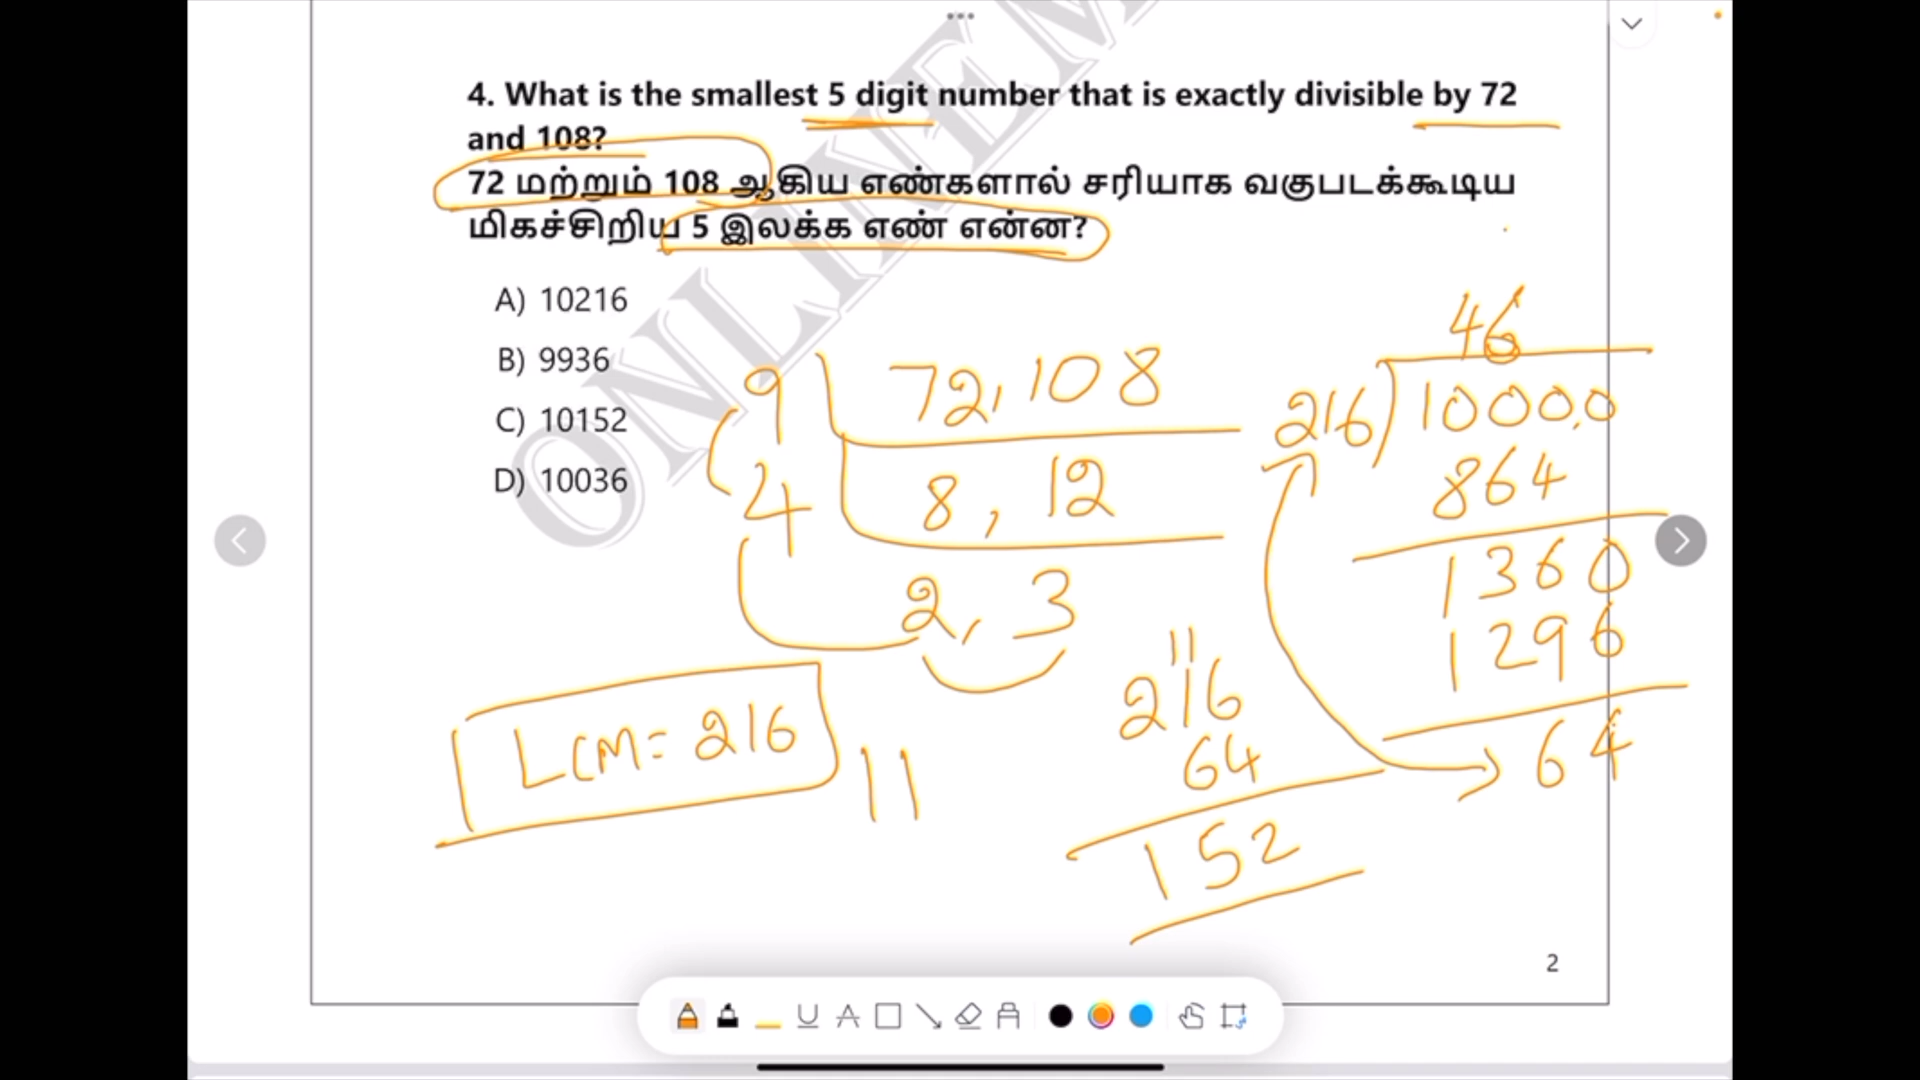 4. What is the smallest 5 digit number that is exactly divisible by 72
and 108?
72 மற்றும் 108 ஆகிய எண்களால் சரியாக வகுபடக்கூடிய
மிகச்சிறிய 5 இலக்க எண் என்ன?
A) 10216
B) 9936
C) 10152
D) 10036
ONLINE
9 72, 108
4 8, 12
2, 3
LCM = 216
46
216) 10000
864
1360
1296
64
216
64
152
2